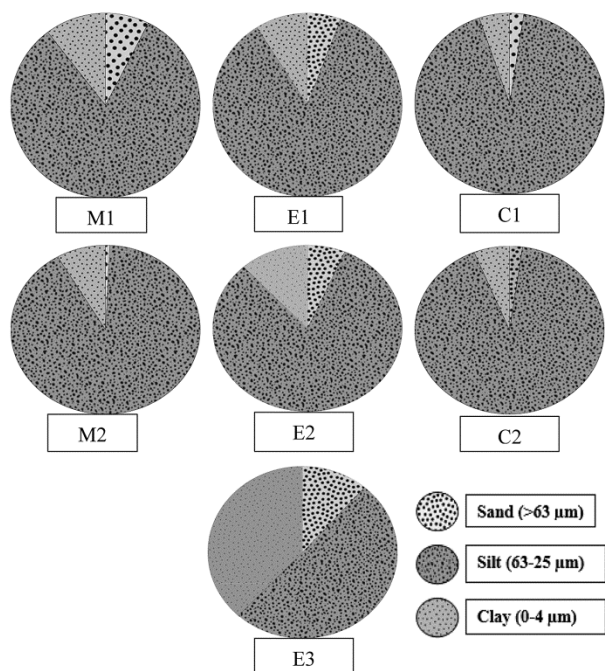 M1
E1
C1
M2
E2
C2
Sand (>63 μm)
Silt (63-25 μm)
Clay (0-4 μm)
E3